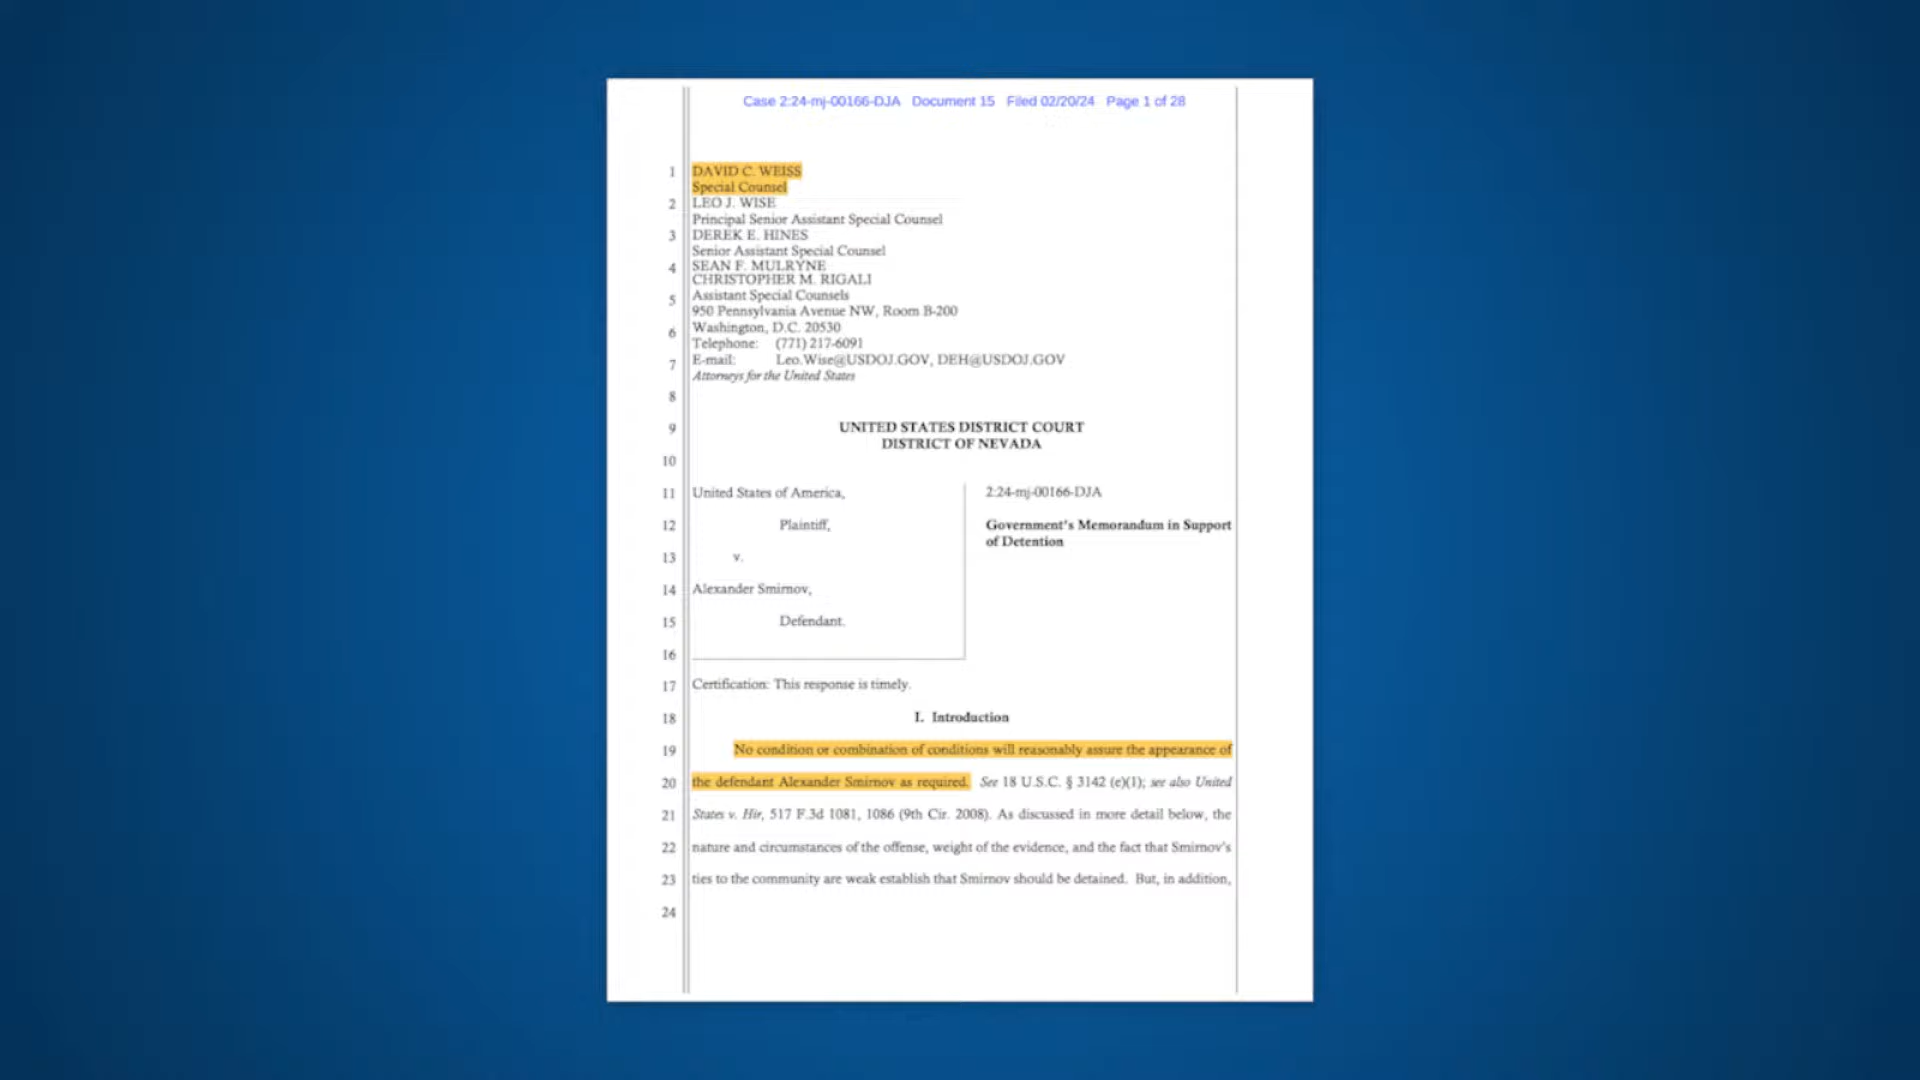 Case 2:24-mj-00166-DJA Document 15 Filed 02/20/24 Page 1 of 28
1 DAVID C. WEISS
Special Counsel
2 LEO J. WISE
Principal Senior Assistant Special Counsel
3 DEREK E. HINES
Senior Assistant Special Counsel
4 SEAN F. MULRYNE
CHRISTOPHER M. RIGALI
5 Assistant Special Counsels
950 Pennsylvania Avenue NW, Room B-200
6 Washington, D.C. 20530
Telephone: (771) 217-6091
7 E-mail: Leo.Wise@USDOJ.GOV, DEH@USDOJ.GOV
Attorneys for the United States
8
9 UNITED STATES DISTRICT COURT
DISTRICT OF NEVADA
10
11 United States of America,
12 Plaintiff,
13 v.
14 Alexander Smirnov,
15 Defendant.
16
2:24-mj-00166-DJA
Government's Memorandum in Support
of Detention
17 Certification: This response is timely.
18 I. Introduction
19 No condition or combination of conditions will reasonably assure the appearance of
20 the defendant Alexander Smirnov as required. See 18 U.S.C. § 3142 (e)(1); see also United
21 States v. Hir, 517 F.3d 1081, 1086 (9th Cir. 2008). As discussed in more detail below, the
22 nature and circumstances of the offense, weight of the evidence, and the fact that Smirnov's
23 ties to the community are weak establish that Smirnov should be detained. But, in addition,
24